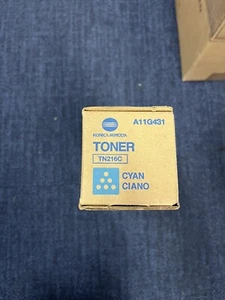 A11G431
KONICA MINOLTA
TONER
TN216C
CYAN
CIANO